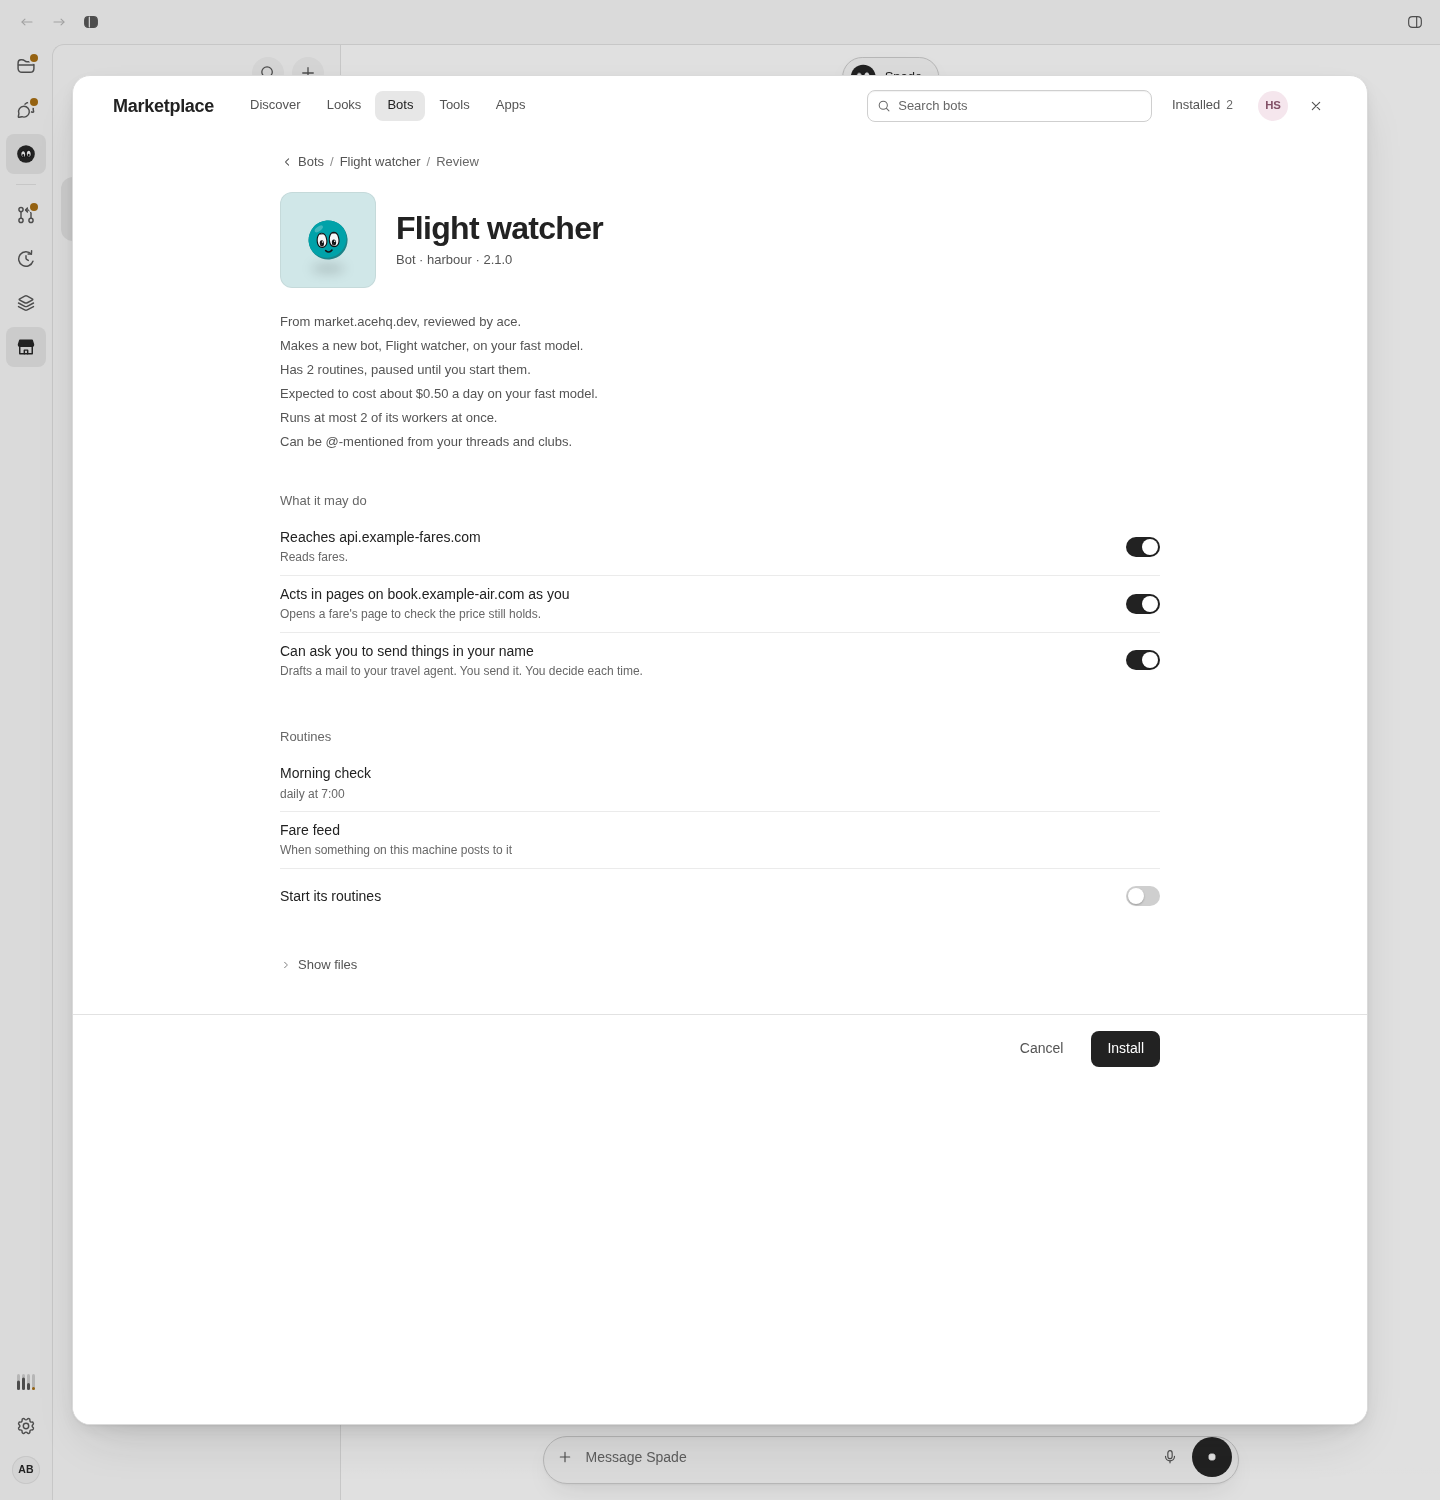 Marketplace
Discover
Looks
Bots
Tools
Apps
Search bots
Installed 2
HS
Bots / Flight watcher / Review
Flight watcher
Bot · harbour · 2.1.0
From market.acehq.dev, reviewed by ace.
Makes a new bot, Flight watcher, on your fast model.
Has 2 routines, paused until you start them.
Expected to cost about $0.50 a day on your fast model.
Runs at most 2 of its workers at once.
Can be @-mentioned from your threads and clubs.
What it may do
Reaches api.example-fares.com
Reads fares.
Acts in pages on book.example-air.com as you
Opens a fare's page to check the price still holds.
Can ask you to send things in your name
Drafts a mail to your travel agent. You send it. You decide each time.
Routines
Morning check
daily at 7:00
Fare feed
When something on this machine posts to it
Start its routines
Show files
Cancel
Install
Message Spade
AB